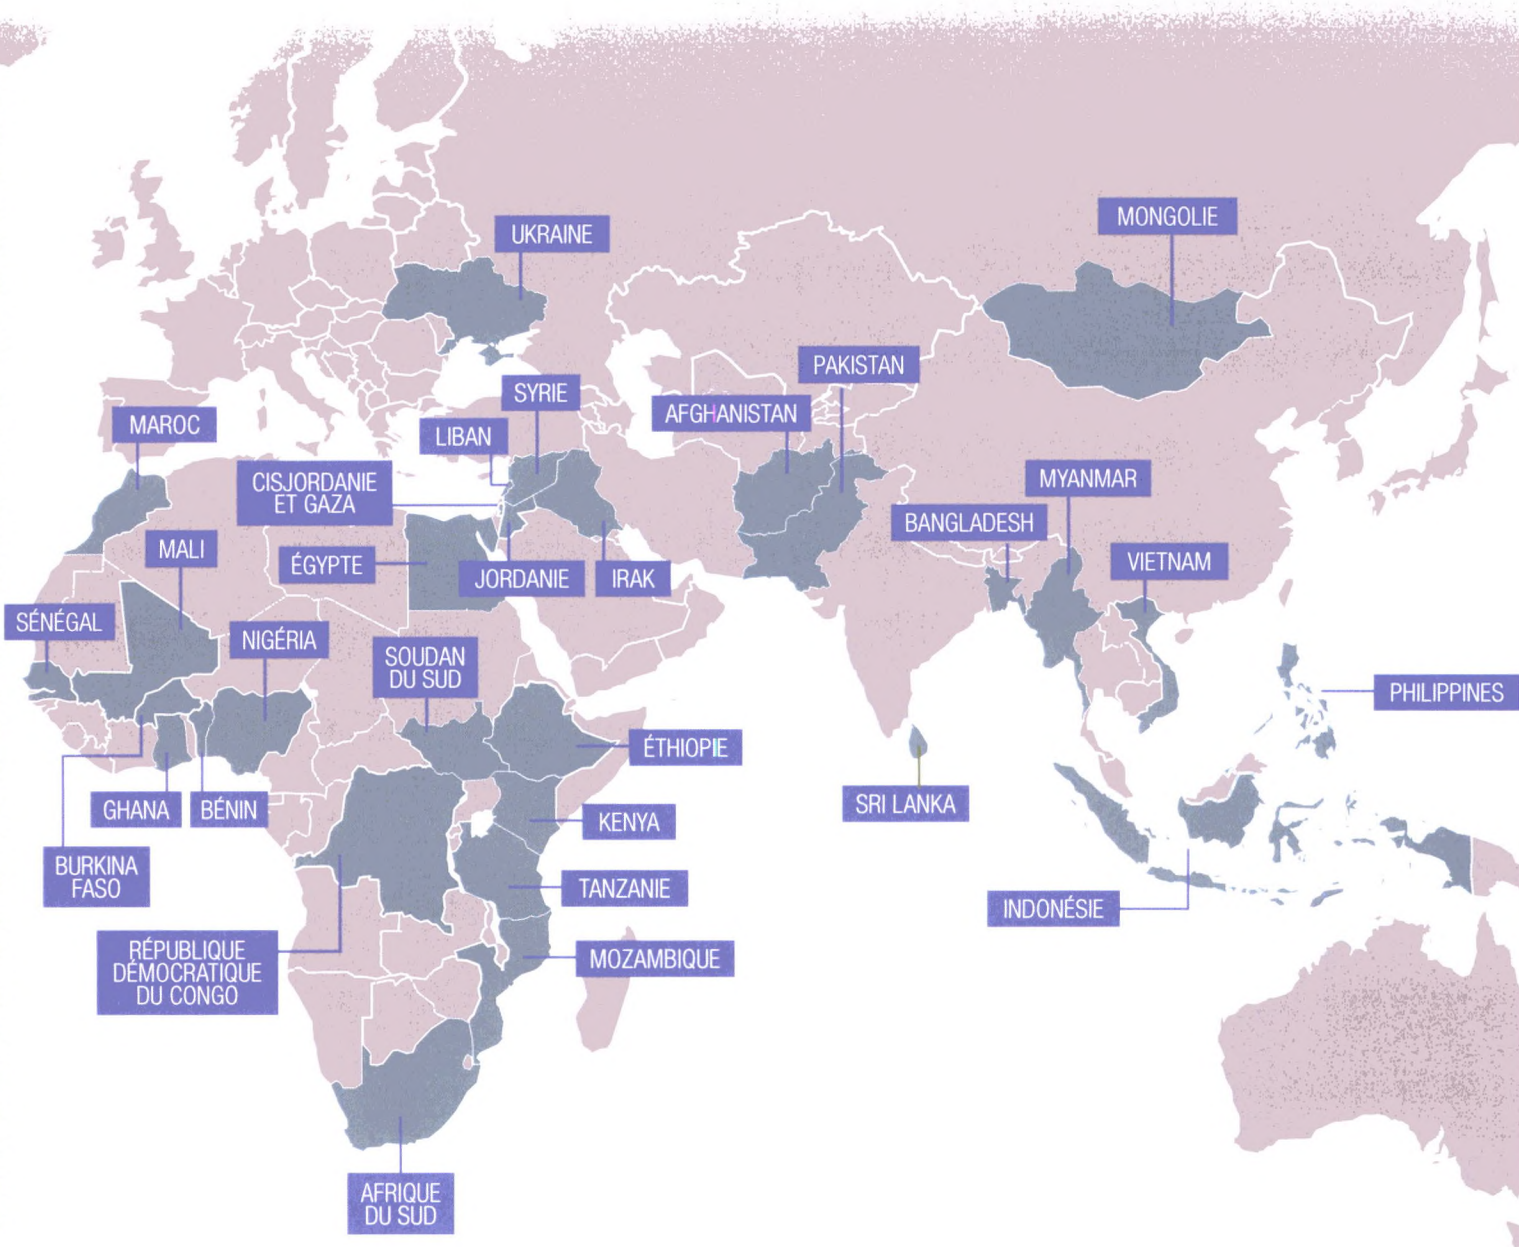 MONGOLIE
UKRAINE
PAKISTAN
SYRIE
AFGHANISTAN
MAROC
LIBAN
CISJORDANIE
ET GAZA
MYANMAR
BANGLADESH
MALI
ÉGYPTE
JORDANIE
IRAK
VIETNAM
SÉNÉGAL
NIGÉRIA
SOUDAN
DU SUD
PHILIPPINES
ÉTHIOPIE
GHANA
BÉNIN
SRI LANKA
KENYA
BURKINA
FASO
TANZANIE
INDONÉSIE
RÉPUBLIQUE
DÉMOCRATIQUE
DU CONGO
MOZAMBIQUE
AFRIQUE
DU SUD